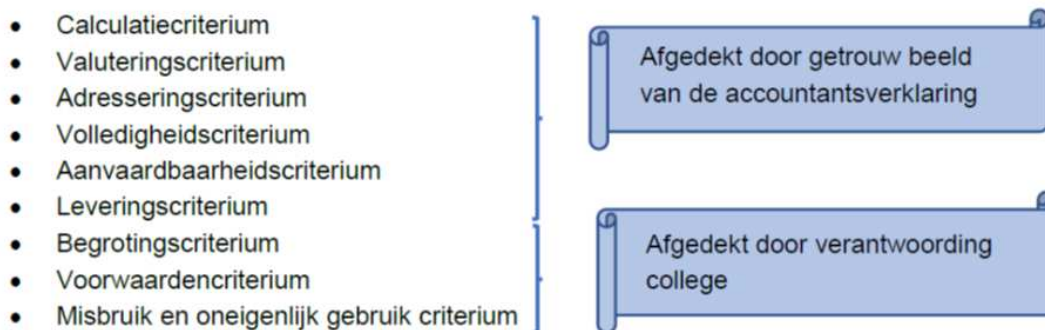 • Calculatiecriterium
• Valuteringscriterium
• Adresseringscriterium
• Volledigheidscriterium
• Aanvaardbaarheidscriterium
• Leveringscriterium
• Begrotingscriterium
• Voorwaardencriterium
• Misbruik en oneigenlijk gebruik criterium
Afgedekt door getrouw beeld
van de accountantsverklaring
Afgedekt door verantwoording
college